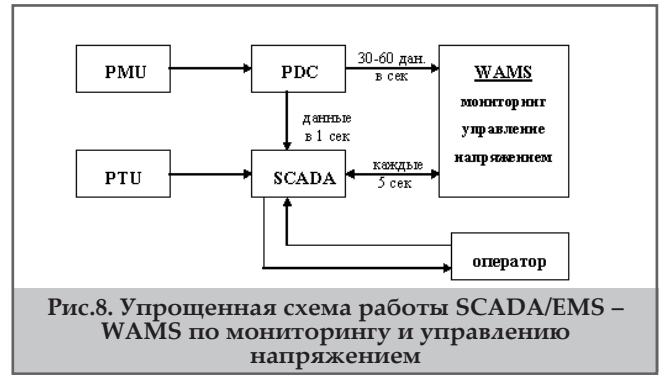 PMU
PDC
30-60 дан.
в сек
WAMS
мониторинг
управление
напряжением
данные
в 1 сек
PTU
SCADA
каждые
5 сек
оператор
Рис.8. Упрощенная схема работы SCADA/EMS –
WAMS по мониторингу и управлению
напряжением